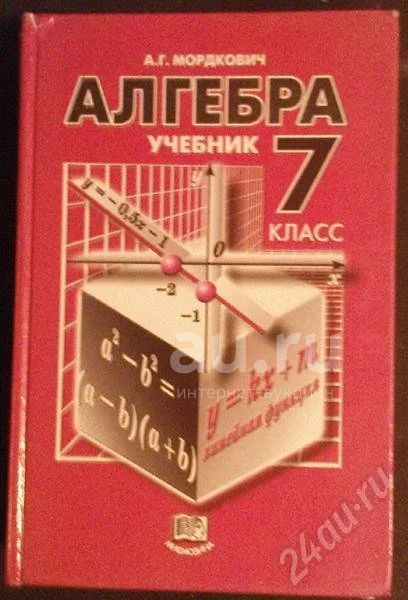 А.Г. МОРДКОВИЧ
АЛГЕБРА
УЧЕБНИК
7
КЛАСС
y = – 0,5x – 1
y
0
x
–2
–1
a² – b² =
(a – b)(a + b)
y = kx + m
линейная функция
au.ru
интернет-аукцион
МНЕМОЗИНА
24au.ru